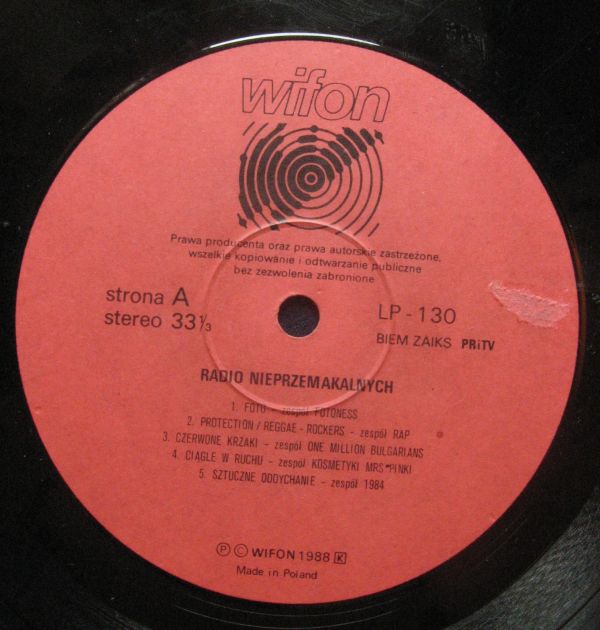 wifon
Prawa producenta oraz prawa autorskie zastrzeżone,
wszelkie kopiowanie i odtwarzanie publiczne
bez zezwolenia zabronione
strona A
stereo 33 1/3
LP - 130
BIEM ZAIKS PRiTV
RADIO NIEPRZEMAKALNYCH
1. FOTO - zespół FOTONESS
2. PROTECTION / REGGAE - ROCKERS - zespół RAP
3. CZERWONE KRZAKI - zespół ONE MILLION BULGARIANS
4. CIĄGLE W RUCHU - zespół KOSMETYKI MRS PINKI
5. SZTUCZNE ODDYCHANIE - zespół 1984
Ⓟ Ⓒ WIFON 1988 K
Made in Poland